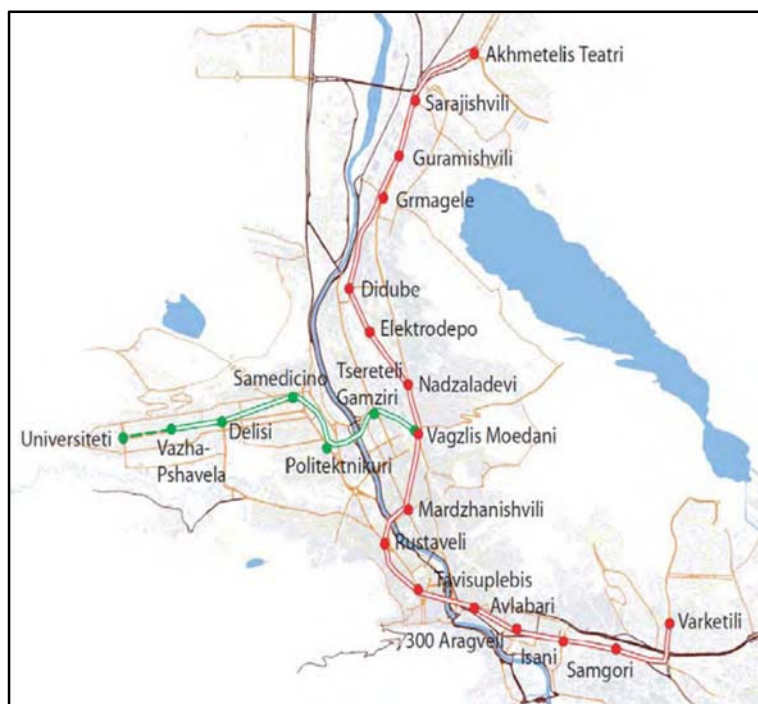 Akhmetelis Teatri
Sarajishvili
Guramishvili
Grmagele
Didube
Elektrodepo
Tsereteli
Gamziri
Nadzaladevi
Samedicino
Universiteti
Vazha-
Pshavela
Delisi
Politektnikuri
Vagzlis Moedani
Mardzhanishvili
Rustaveli
Tavisuplebis
Avlabari
300 Aragveli
Isani
Samgori
Varketili